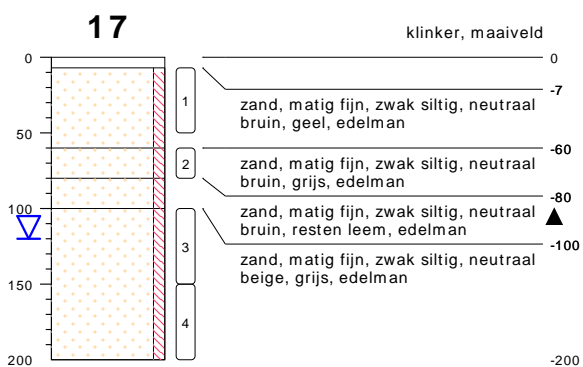 17
klinker, maaiveld
0
0
-7
1
zand, matig fijn, zwak siltig, neutraal
bruin, geel, edelman
50
-60
2
zand, matig fijn, zwak siltig, neutraal
bruin, grijs, edelman
-80
100
zand, matig fijn, zwak siltig, neutraal
bruin, resten leem, edelman
-100
3
zand, matig fijn, zwak siltig, neutraal
beige, grijs, edelman
150
4
200
-200